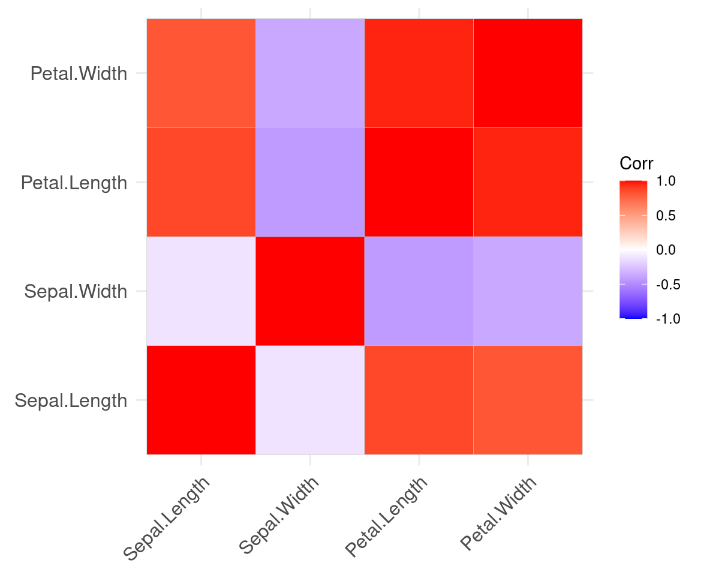 Petal.Width
Petal.Length
Sepal.Width
Sepal.Length
Sepal.Length
Sepal.Width
Petal.Length
Petal.Width
Corr
1.0
0.5
0.0
-0.5
-1.0